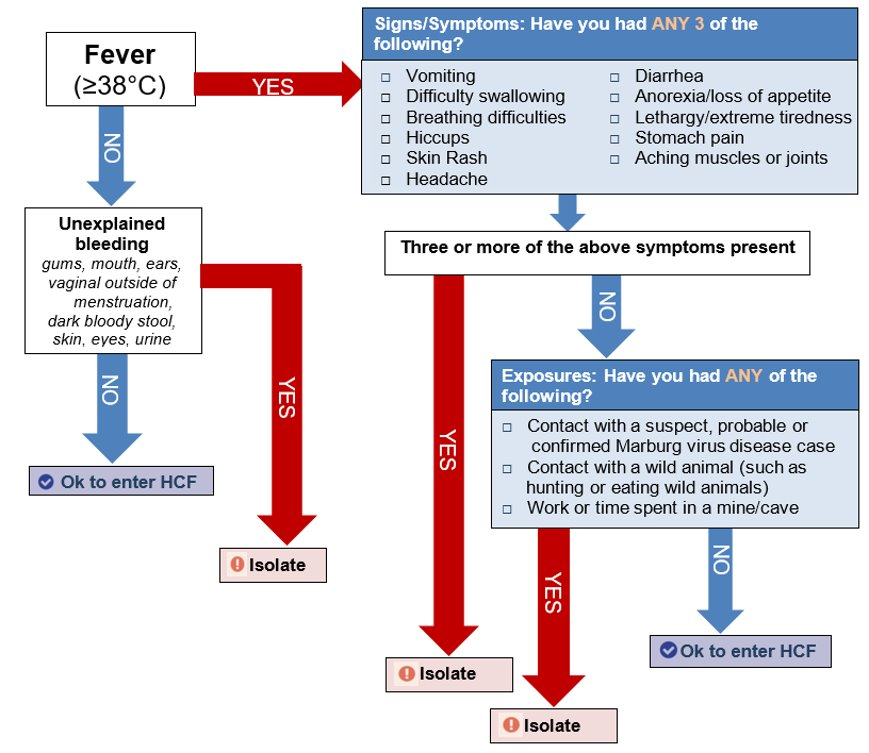 Fever
(≥38°C)
YES
NO
Signs/Symptoms: Have you had ANY 3 of the
following?
□ Vomiting
□ Difficulty swallowing
□ Breathing difficulties
□ Hiccups
□ Skin Rash
□ Headache
□ Diarrhea
□ Anorexia/loss of appetite
□ Lethargy/extreme tiredness
□ Stomach pain
□ Aching muscles or joints
Unexplained
bleeding
gums, mouth, ears,
vaginal outside of
menstruation,
dark bloody stool,
skin, eyes, urine
NO
YES
Ok to enter HCF
Isolate
Three or more of the above symptoms present
YES
NO
Isolate
Exposures: Have you had ANY of the
following?
□ Contact with a suspect, probable or
confirmed Marburg virus disease case
□ Contact with a wild animal (such as
hunting or eating wild animals)
□ Work or time spent in a mine/cave
YES
NO
Isolate
Ok to enter HCF